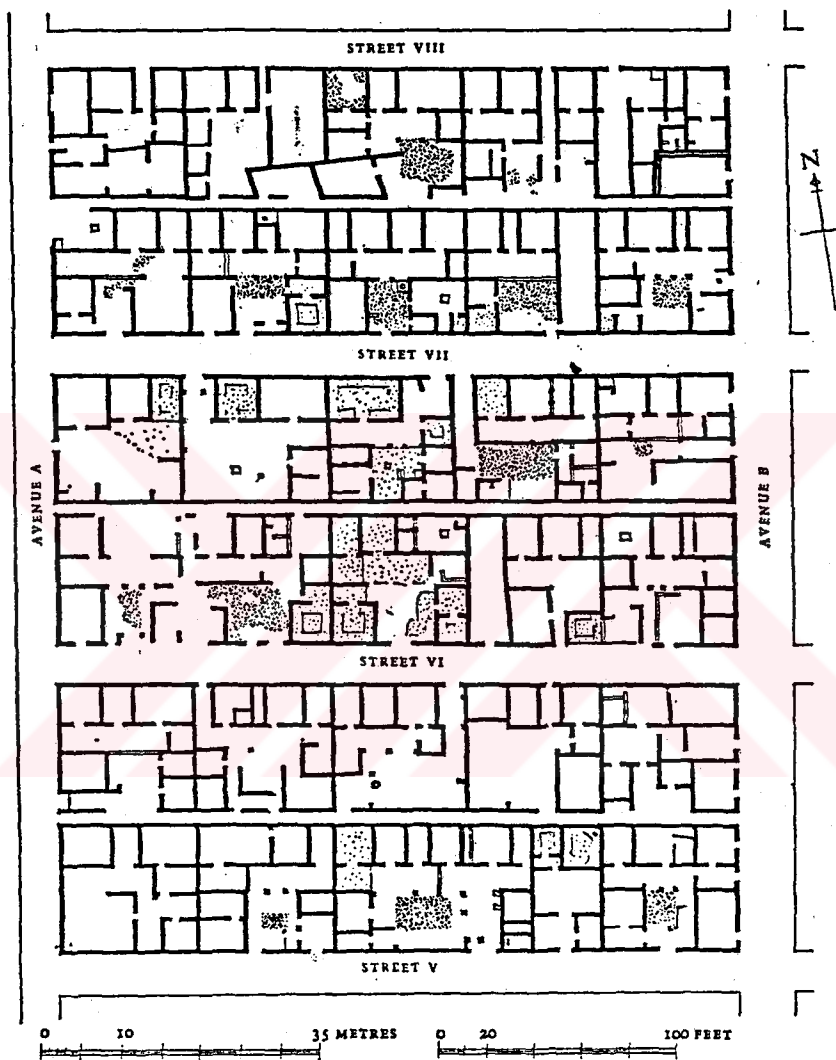 STREET VIII
N
STREET VII
AVENUE A
AVENUE B
STREET VI
STREET V
0 10 35 METRES 0 20 100 FEET